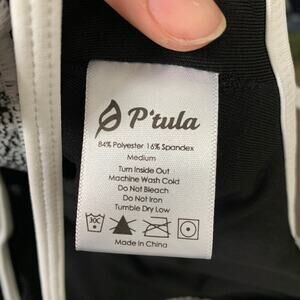 P'tula
84% Polyester 16% Spandex
Medium
Turn Inside Out
Machine Wash Cold
Do Not Bleach
Do Not Iron
Tumble Dry Low
30C
Made in China